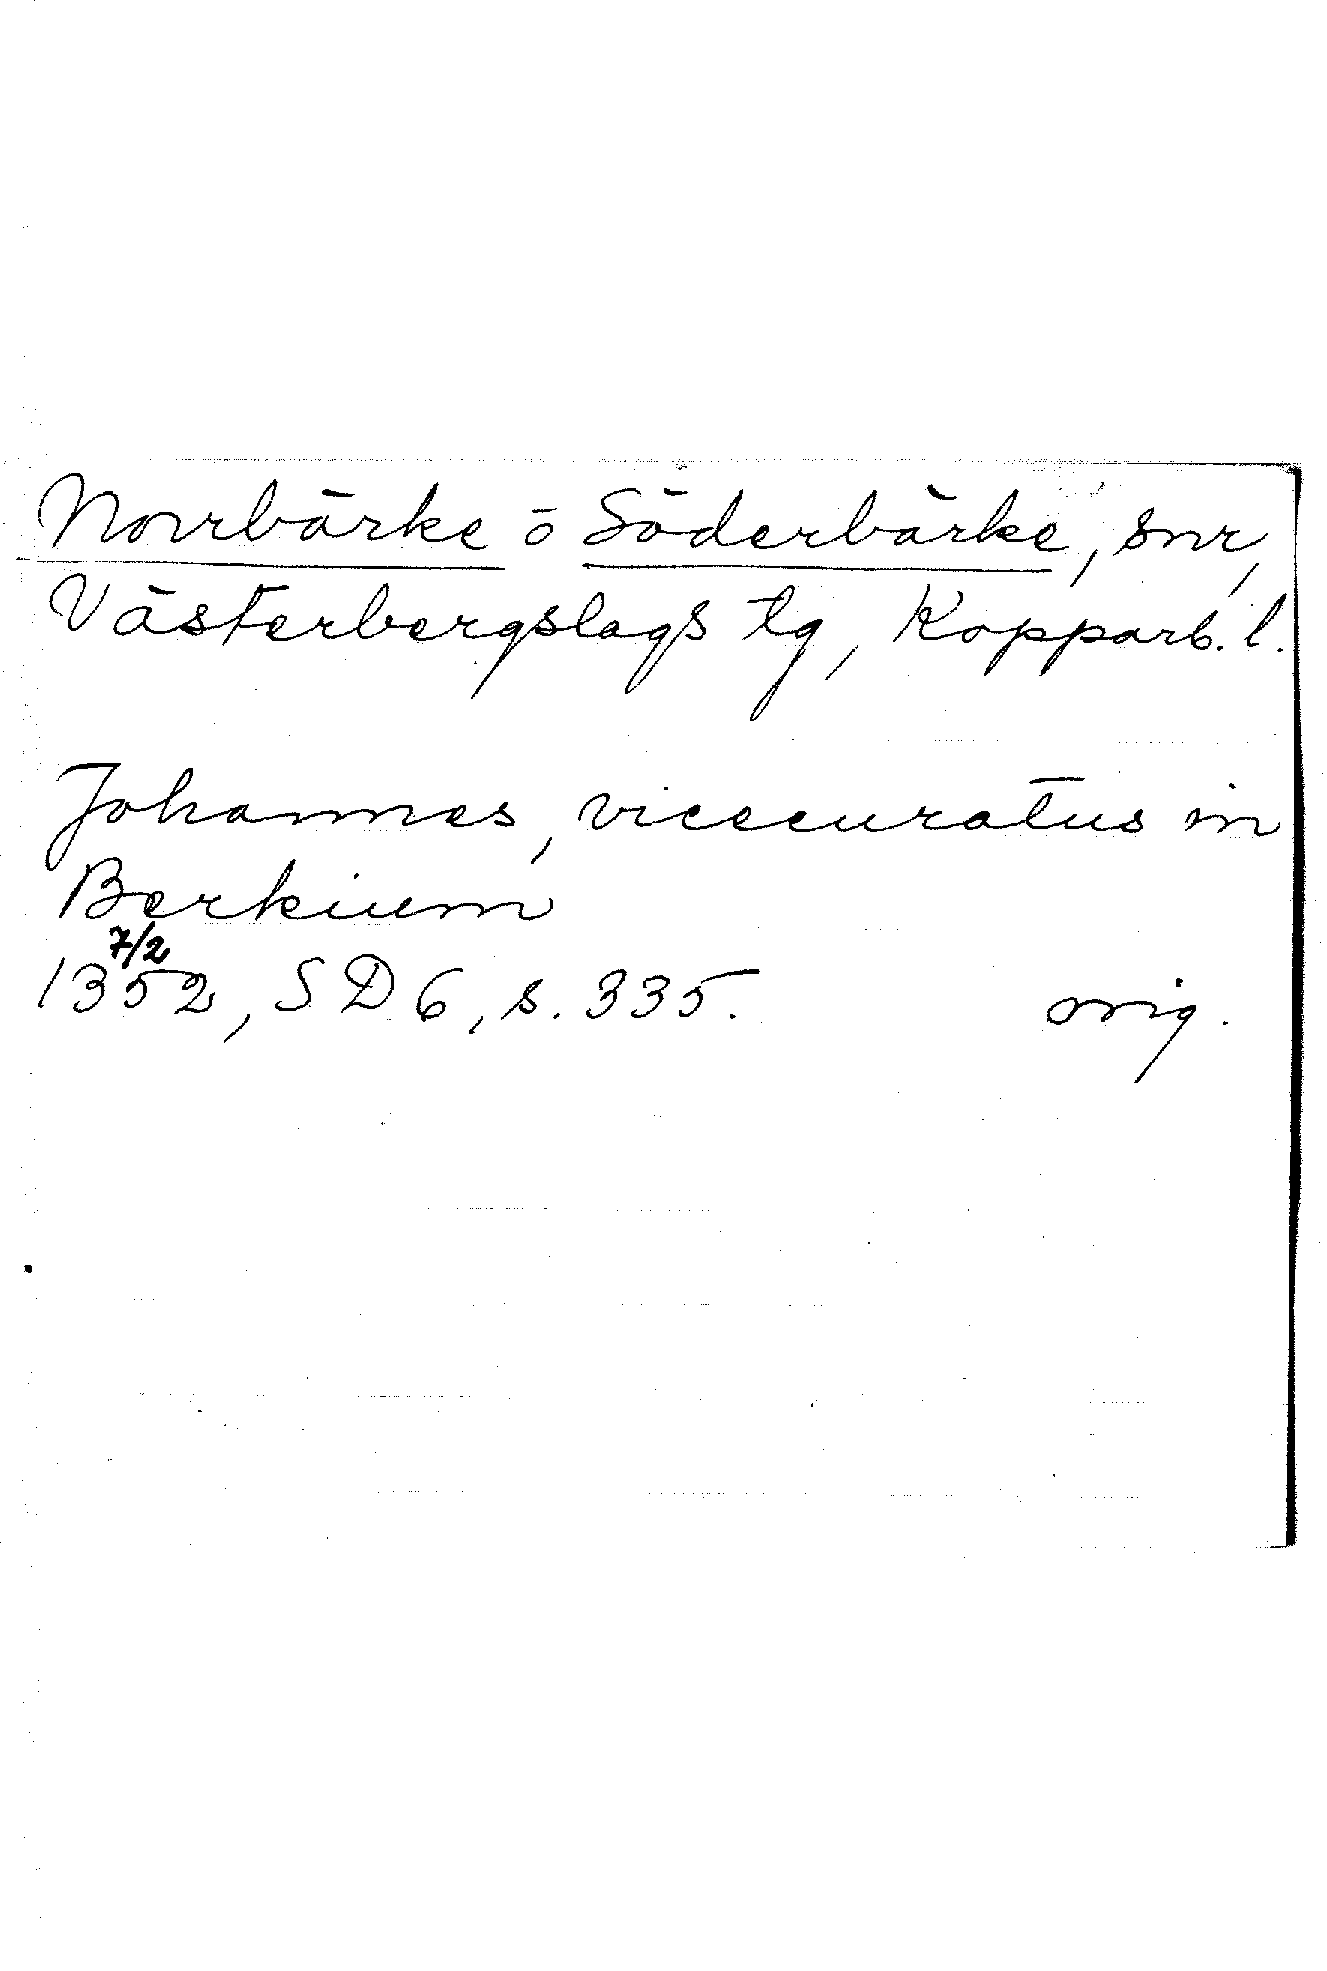 Norrbärke o Söderbärke, snr,
Västerbergslags tg, Kopparb. l.
Johannes, vicecuratus in
Berkium
7/2
1352, SD 6, s. 335. orig.